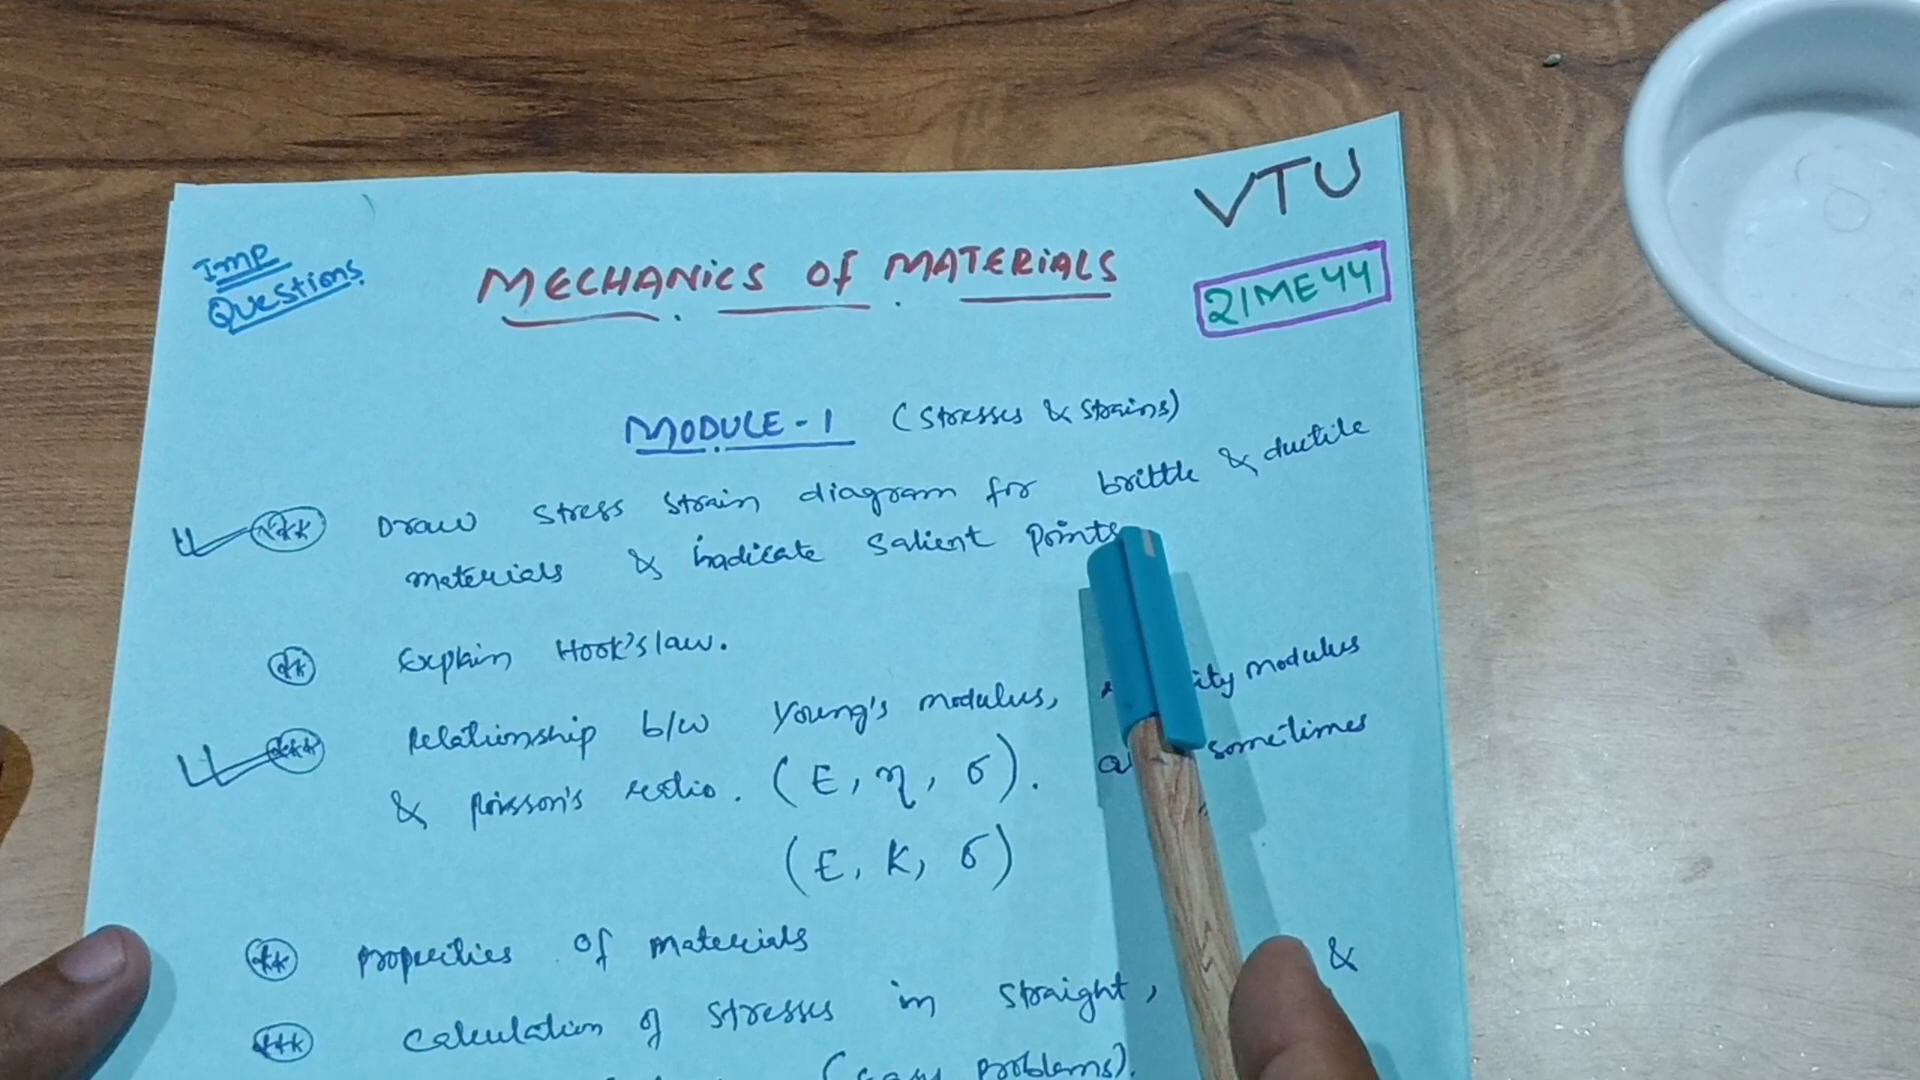 VTU
Imp
Questions
MECHANICS Of MATERIALS
21ME44
MODULE-1 (Stresses & Strains)
** Draw stress strain diagram for brittle & ductile
materials & indicate salient points
** Explain Hook's law.
*** Relationship b/w Young's modulus, modulus
& poisson's ratio. (E, η, σ). sometimes
(E, K, σ)
** properties of materials
*** calculation of stresses in straight, &
(easy problems).